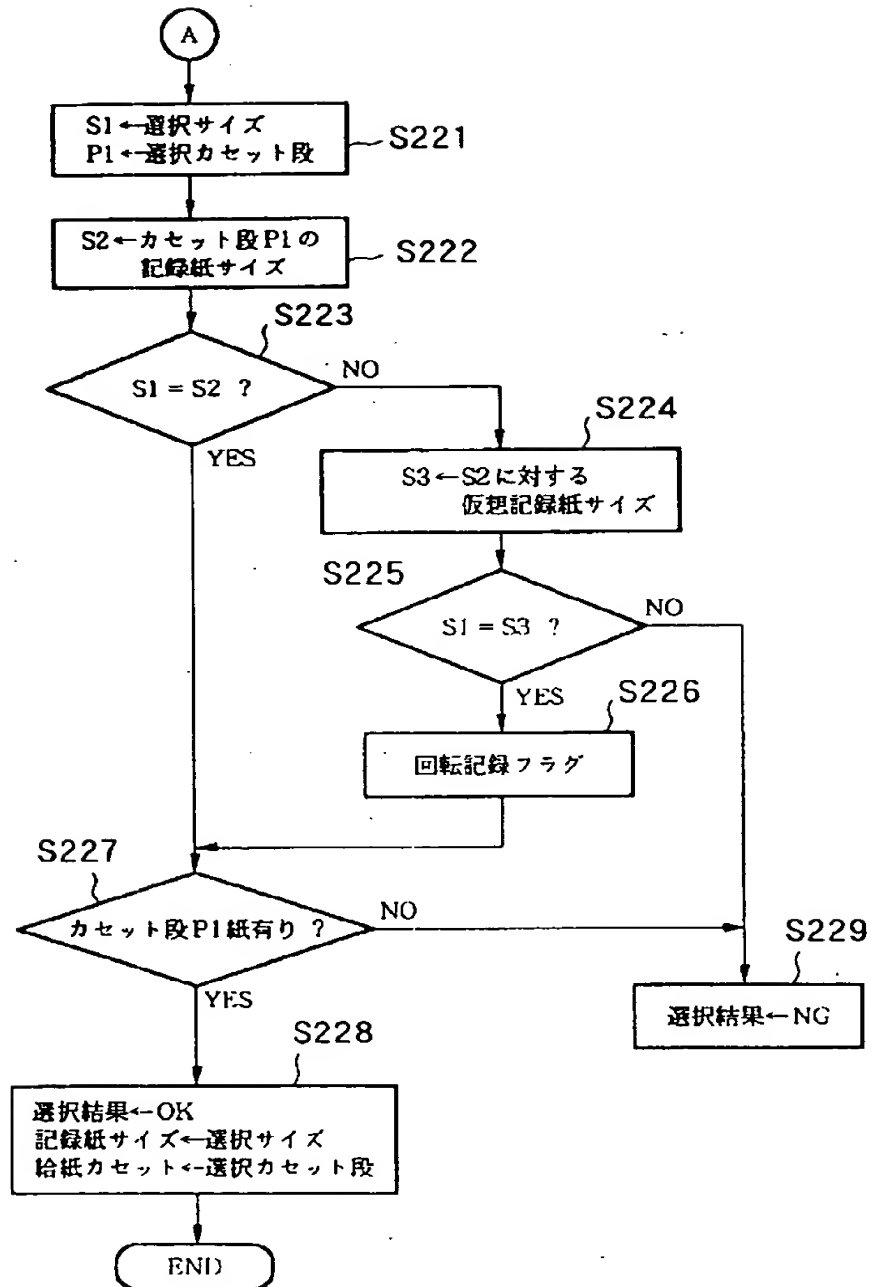 A
S1←選択サイズ
P1←選択カセット段
S221
S2←カセット段P1の
記録紙サイズ
S222
S223
S1 = S2 ?
NO
YES
S224
S3←S2に対する
仮想記録紙サイズ
S225
S1 = S3 ?
NO
YES
S226
回転記録フラグ
S227
カセット段P1紙有り ?
NO
YES
S229
選択結果←NG
S228
選択結果←OK
記録紙サイズ←選択サイズ
給紙カセット←選択カセット段
END